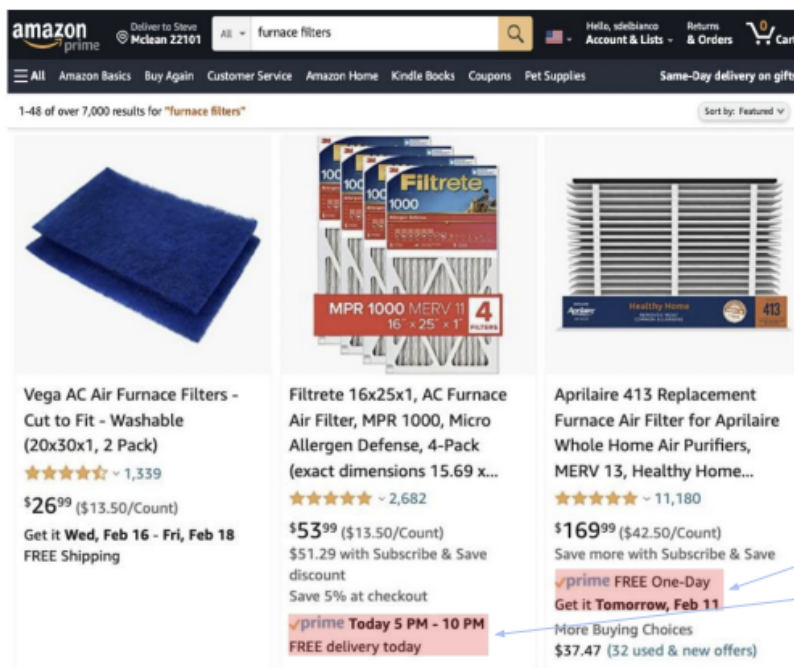 amazon
prime
Deliver to Steve
Mclean 22101
All
furnace filters
Hello, sdelbianco
Account & Lists
Returns
& Orders
0
Cart
All Amazon Basics Buy Again Customer Service Amazon Home Kindle Books Coupons Pet Supplies Same-Day delivery on gifts
1-48 of over 7,000 results for "furnace filters"
Sort by: Featured
3M
Filtrete
1000
MPR 1000 MERV 11
16" x 25" x 1"
4
FILTERS
Aprilaire
Healthy Home
413
Vega AC Air Furnace Filters -
Cut to Fit - Washable
(20x30x1, 2 Pack)
1,339
$26⁹⁹ ($13.50/Count)
Get it Wed, Feb 16 - Fri, Feb 18
FREE Shipping
Filtrete 16x25x1, AC Furnace
Air Filter, MPR 1000, Micro
Allergen Defense, 4-Pack
(exact dimensions 15.69 x...
2,682
$53⁹⁹ ($13.50/Count)
$51.29 with Subscribe & Save
discount
Save 5% at checkout
prime Today 5 PM - 10 PM
FREE delivery today
Aprilaire 413 Replacement
Furnace Air Filter for Aprilaire
Whole Home Air Purifiers,
MERV 13, Healthy Home...
11,180
$169⁹⁹ ($42.50/Count)
Save more with Subscribe & Save
prime FREE One-Day
Get it Tomorrow, Feb 11
More Buying Choices
$37.47 (32 used & new offers)